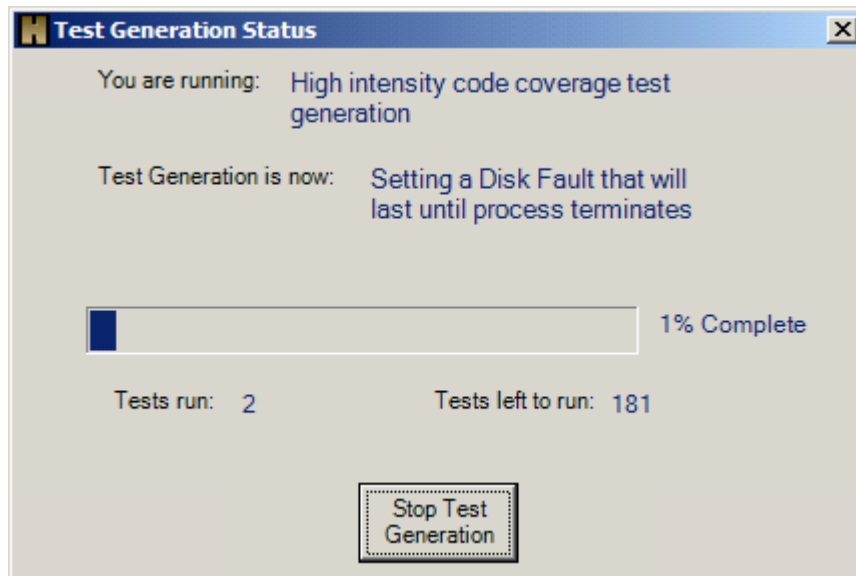 Test Generation Status
You are running: High intensity code coverage test
generation
Test Generation is now: Setting a Disk Fault that will
last until process terminates
1% Complete
Tests run: 2 Tests left to run: 181
Stop Test
Generation